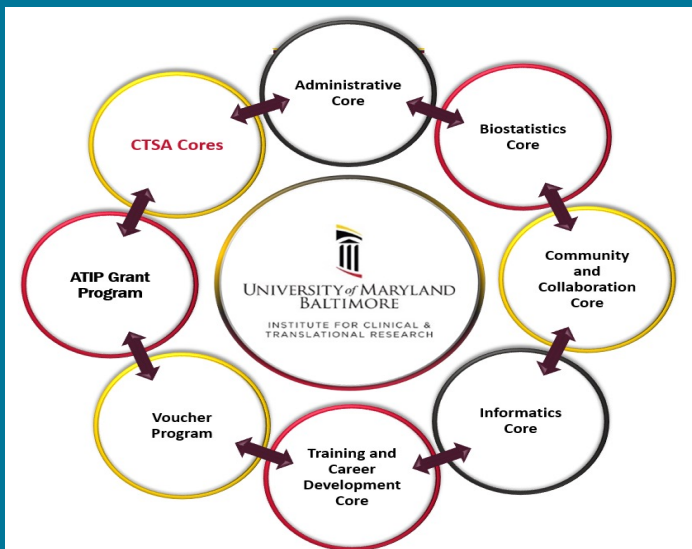 Administrative
Core
Biostatistics
Core
Community
and
Collaboration
Core
Informatics
Core
Training and
Career
Development
Core
Voucher
Program
ATIP Grant
Program
CTSA Cores
UNIVERSITY of MARYLAND
BALTIMORE
INSTITUTE FOR CLINICAL &
TRANSLATIONAL RESEARCH